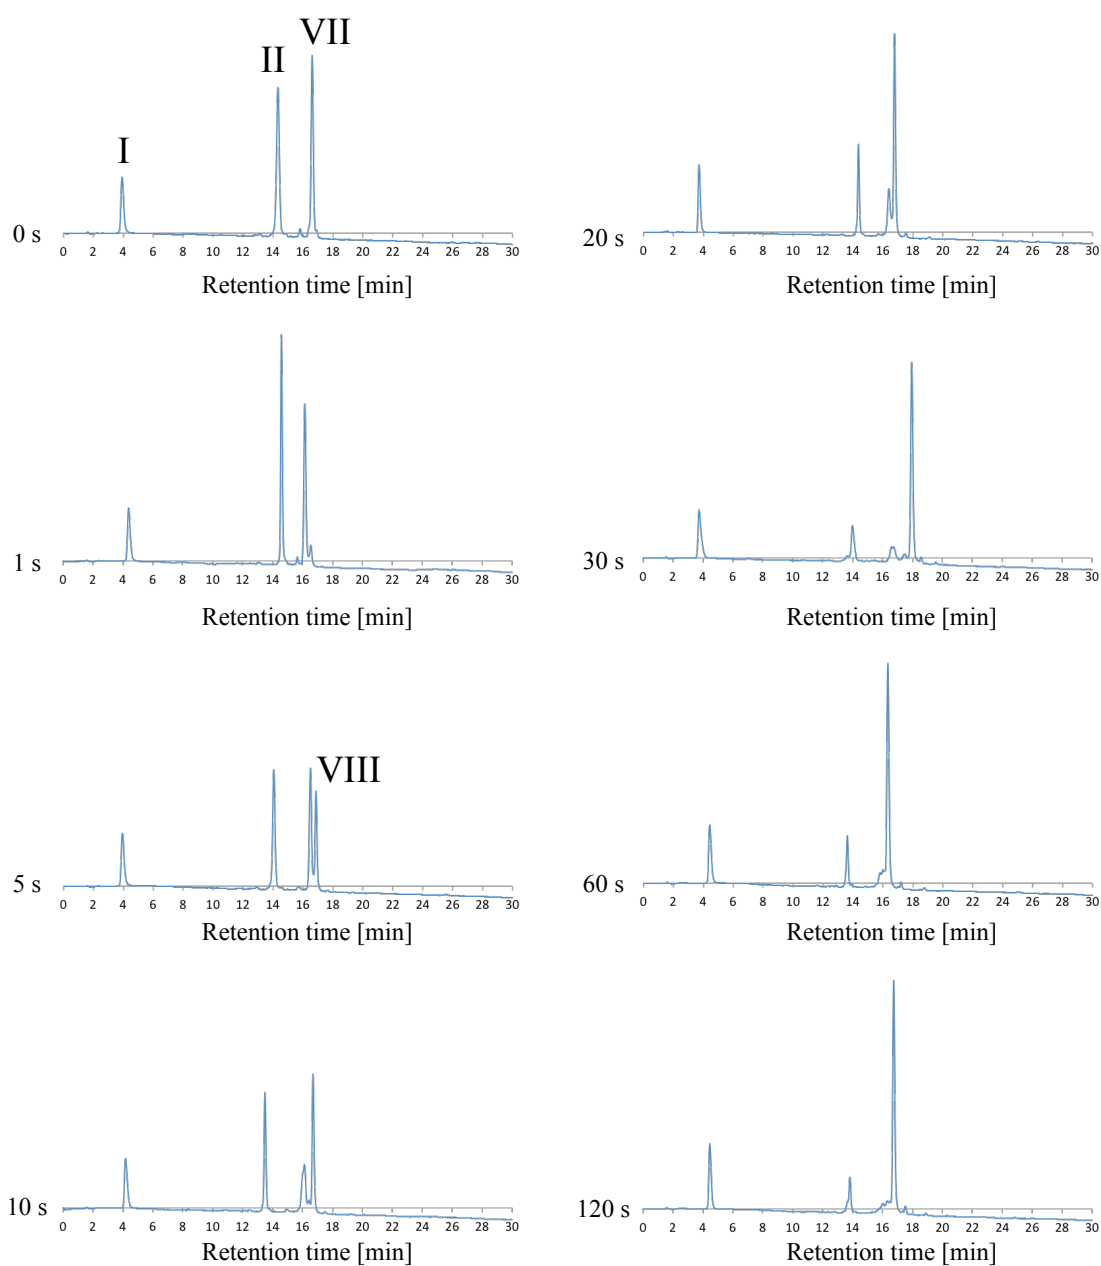 I
II
VII
0 s
0 2 4 6 8 10 12 14 16 18 20 22 24 26 28 30
Retention time [min]
20 s
0 2 4 6 8 10 12 14 16 18 20 22 24 26 28 30
Retention time [min]
1 s
0 2 4 6 8 10 12 14 16 18 20 22 24 26 28 30
Retention time [min]
30 s
0 2 4 6 8 10 12 14 16 18 20 22 24 26 28 30
Retention time [min]
VIII
5 s
0 2 4 6 8 10 12 14 16 18 20 22 24 26 28 30
Retention time [min]
60 s
0 2 4 6 8 10 12 14 16 18 20 22 24 26 28 30
Retention time [min]
10 s
0 2 4 6 8 10 12 14 16 18 20 22 24 26 28 30
Retention time [min]
120 s
0 2 4 6 8 10 12 14 16 18 20 22 24 26 28 30
Retention time [min]